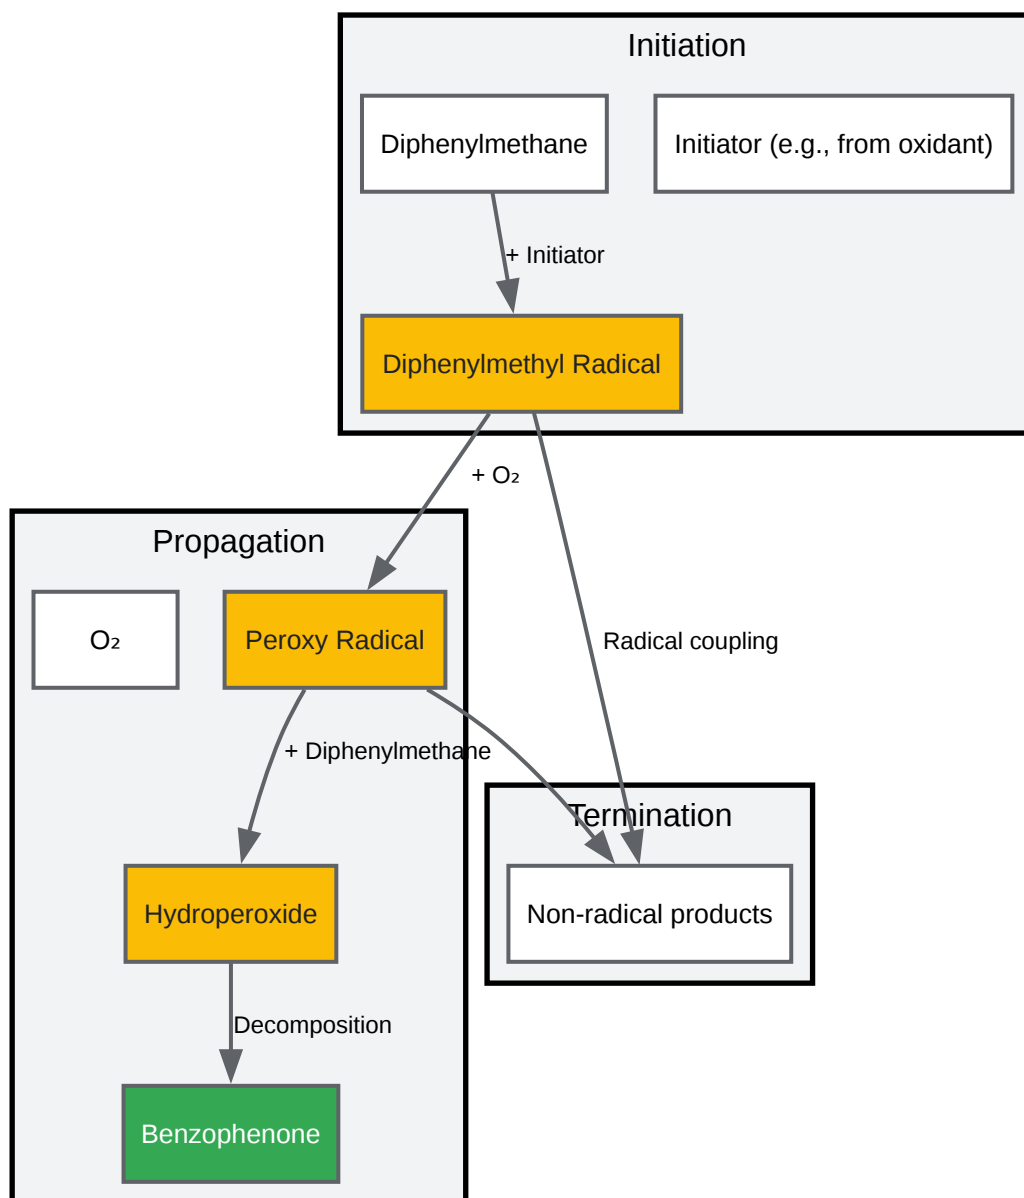 Initiation
Diphenylmethane
Initiator (e.g., from oxidant)
+ Initiator
Diphenylmethyl Radical
+ O₂
Propagation
O₂
Peroxy Radical
Radical coupling
+ Diphenylmethane
Termination
Hydroperoxide
Non-radical products
Decomposition
Benzophenone